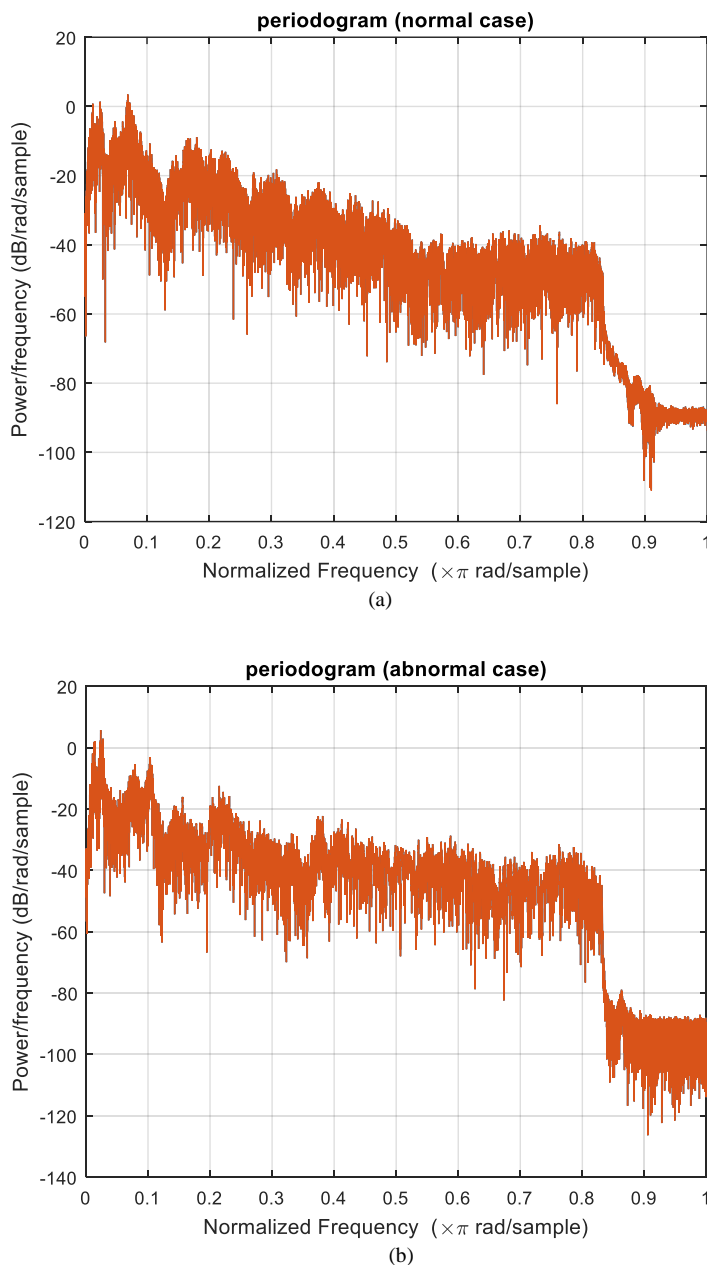 periodogram (normal case)
20
0
-20
-40
-60
-80
-100
-120
Power/frequency (dB/rad/sample)
0 0.1 0.2 0.3 0.4 0.5 0.6 0.7 0.8 0.9 1
Normalized Frequency (×π rad/sample)
(a)
periodogram (abnormal case)
20
0
-20
-40
-60
-80
-100
-120
-140
Power/frequency (dB/rad/sample)
0 0.1 0.2 0.3 0.4 0.5 0.6 0.7 0.8 0.9 1
Normalized Frequency (×π rad/sample)
(b)